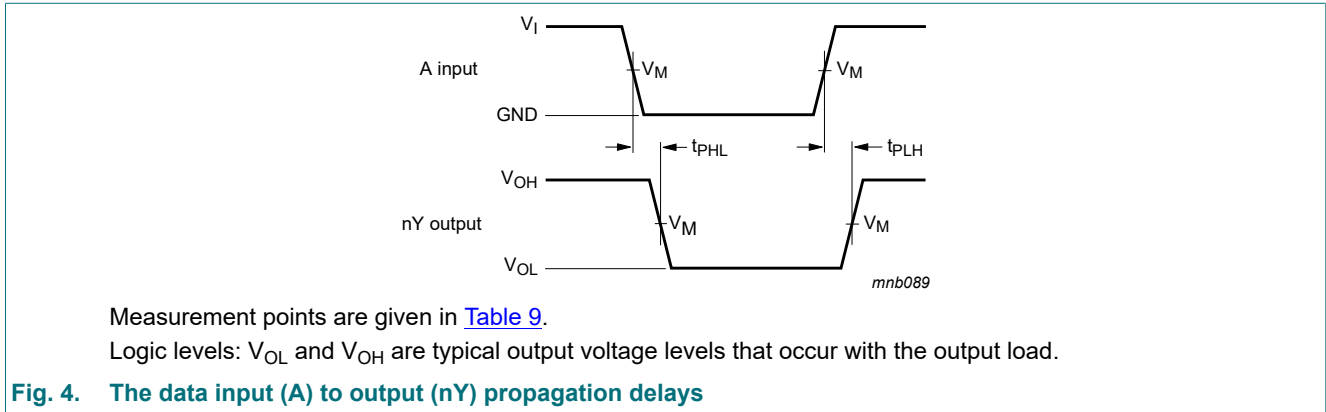 V_I
A input
V_M
V_M
GND
t_PHL
t_PLH
V_OH
nY output
V_M
V_M
V_OL
mnb089
Measurement points are given in Table 9.
Logic levels: V_OL and V_OH are typical output voltage levels that occur with the output load.
Fig. 4. The data input (A) to output (nY) propagation delays